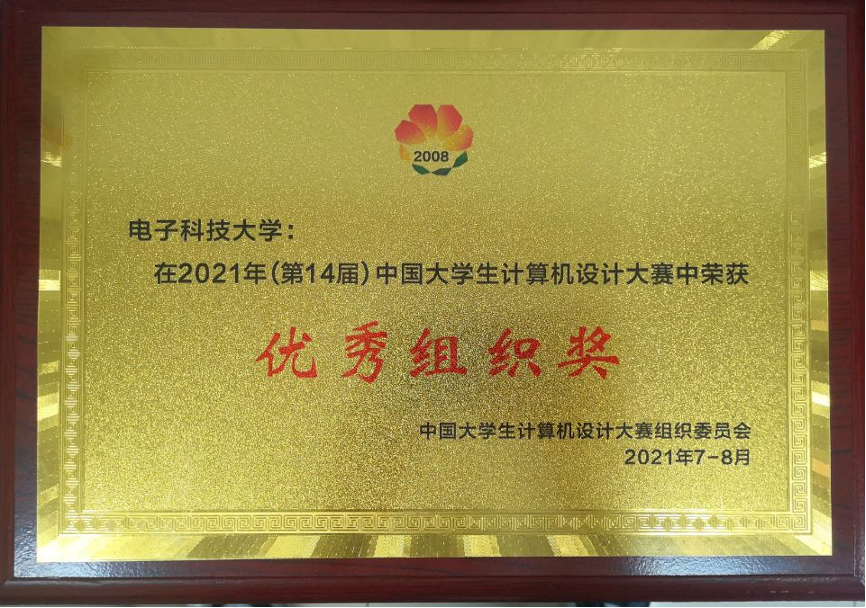 2008
电子科技大学：
在2021年（第14届）中国大学生计算机设计大赛中荣获
优秀组织奖
中国大学生计算机设计大赛组织委员会
2021年7-8月